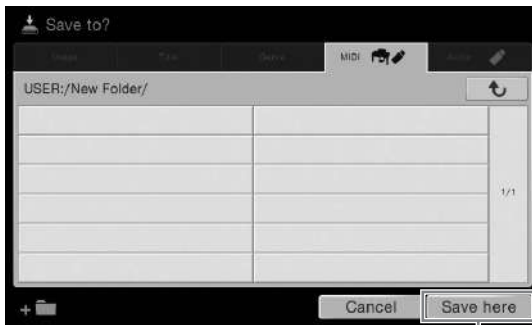 Save to?
MIDI
USER:/New Folder/
1/1
Cancel
Save here